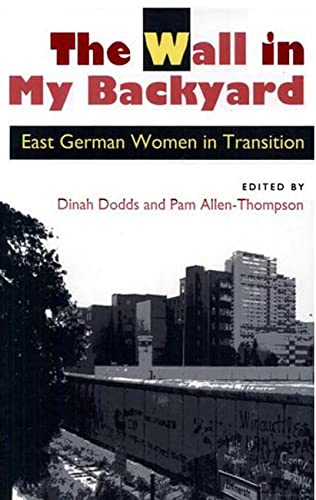 The Wall in
My Backyard
East German Women in Transition
EDITED BY
Dinah Dodds and Pam Allen-Thompson